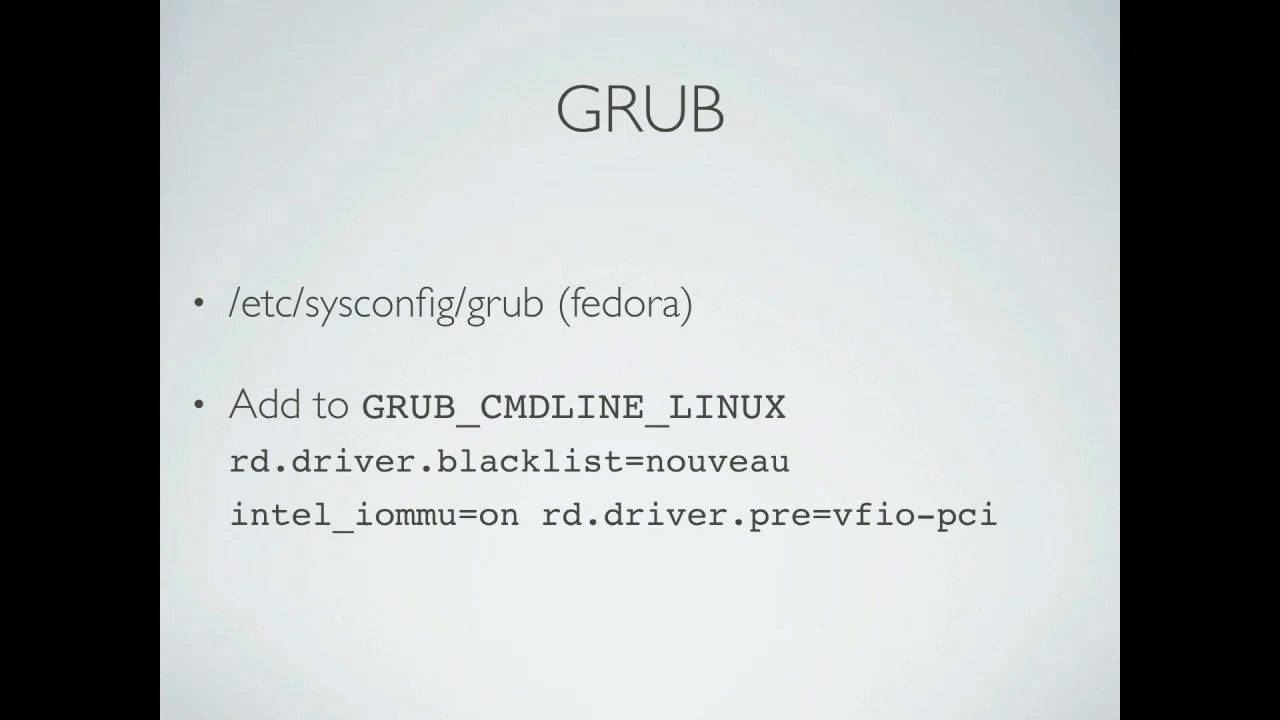 GRUB
• /etc/sysconfig/grub (fedora)
• Add to GRUB_CMDLINE_LINUX
rd.driver.blacklist=nouveau
intel_iommu=on rd.driver.pre=vfio-pci